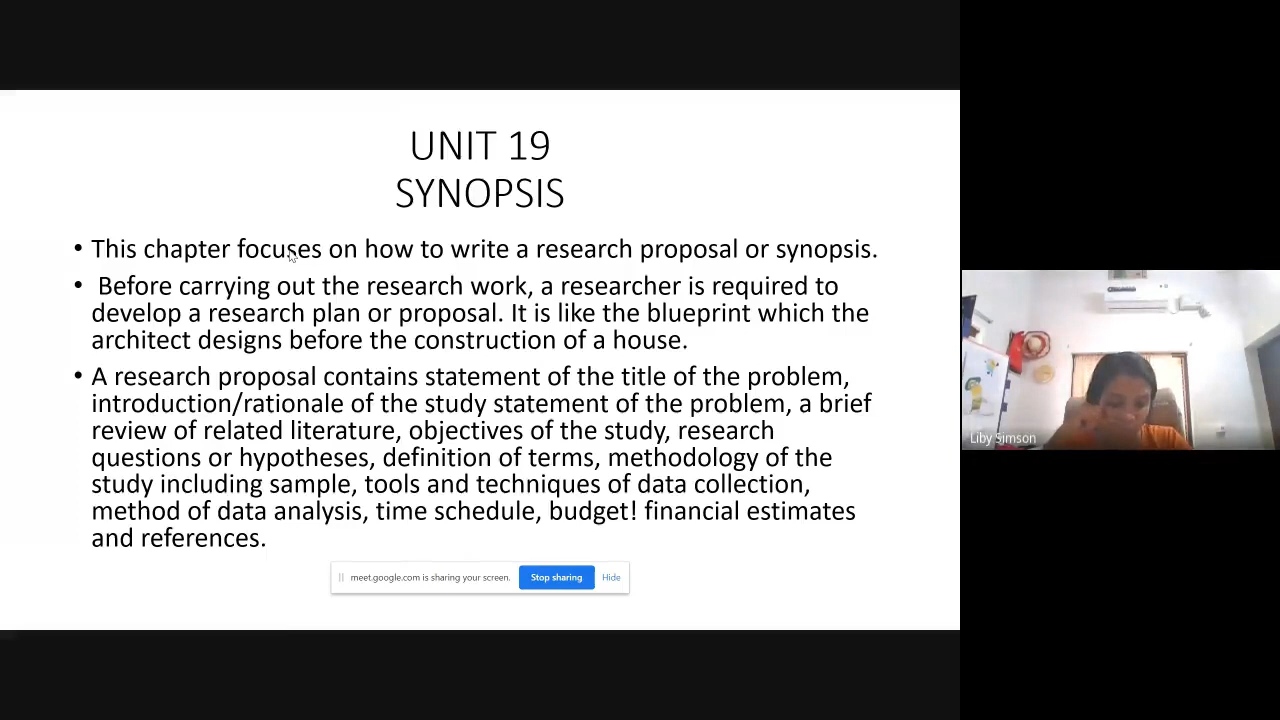 UNIT 19
SYNOPSIS
• This chapter focuses on how to write a research proposal or synopsis.
• Before carrying out the research work, a researcher is required to
develop a research plan or proposal. It is like the blueprint which the
architect designs before the construction of a house.
• A research proposal contains statement of the title of the problem,
introduction/rationale of the study statement of the problem, a brief
review of related literature, objectives of the study, research
questions or hypotheses, definition of terms, methodology of the
study including sample, tools and techniques of data collection,
method of data analysis, time schedule, budget! financial estimates
and references.
meet.google.com is sharing your screen. Stop sharing Hide
Liby Simson